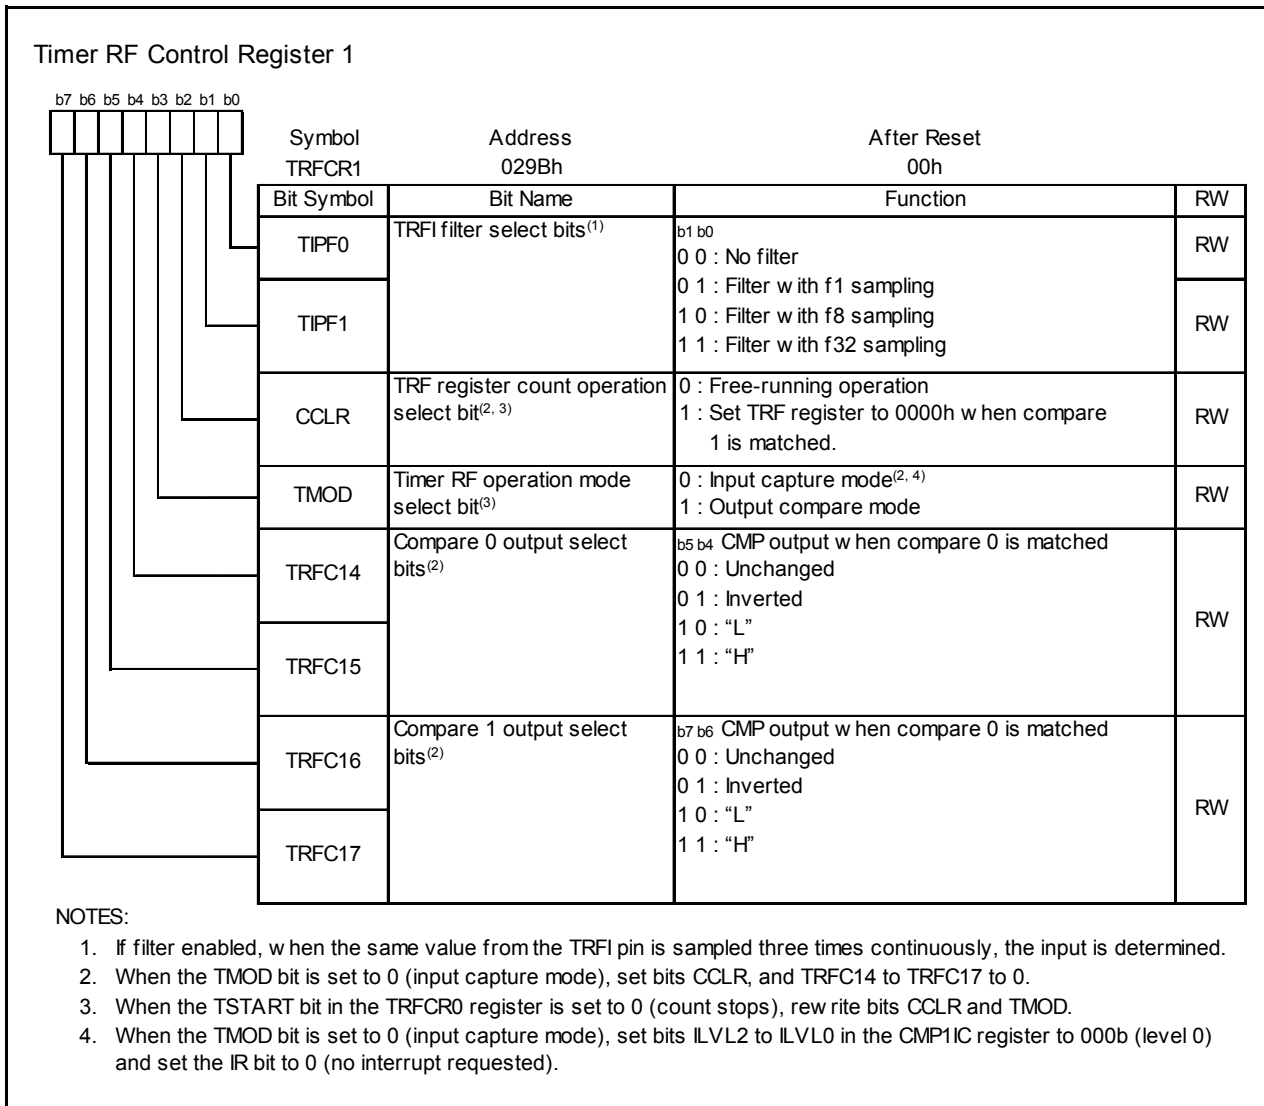 Timer RF Control Register 1
b7 b6 b5 b4 b3 b2 b1 b0
Symbol Address After Reset
TRFCR1 029Bh 00h
Bit Symbol Bit Name Function RW
TIPF0 TRFI filter select bits(1) b1 b0 RW
0 0 : No filter
0 1 : Filter with f1 sampling
TIPF1 1 0 : Filter with f8 sampling RW
1 1 : Filter with f32 sampling
CCLR TRF register count operation 0 : Free-running operation RW
select bit(2, 3) 1 : Set TRF register to 0000h when compare
1 is matched.
TMOD Timer RF operation mode 0 : Input capture mode(2, 4) RW
select bit(3) 1 : Output compare mode
TRFC14 Compare 0 output select b5 b4 CMP output when compare 0 is matched RW
bits(2) 0 0 : Unchanged
0 1 : Inverted
1 0 : “L”
TRFC15 1 1 : “H”
TRFC16 Compare 1 output select b7 b6 CMP output when compare 0 is matched RW
bits(2) 0 0 : Unchanged
0 1 : Inverted
1 0 : “L”
TRFC17 1 1 : “H”
NOTES:
1. If filter enabled, when the same value from the TRFI pin is sampled three times continuously, the input is determined.
2. When the TMOD bit is set to 0 (input capture mode), set bits CCLR, and TRFC14 to TRFC17 to 0.
3. When the TSTART bit in the TRFCR0 register is set to 0 (count stops), rewrite bits CCLR and TMOD.
4. When the TMOD bit is set to 0 (input capture mode), set bits ILVL2 to ILVL0 in the CMP1IC register to 000b (level 0)
and set the IR bit to 0 (no interrupt requested).